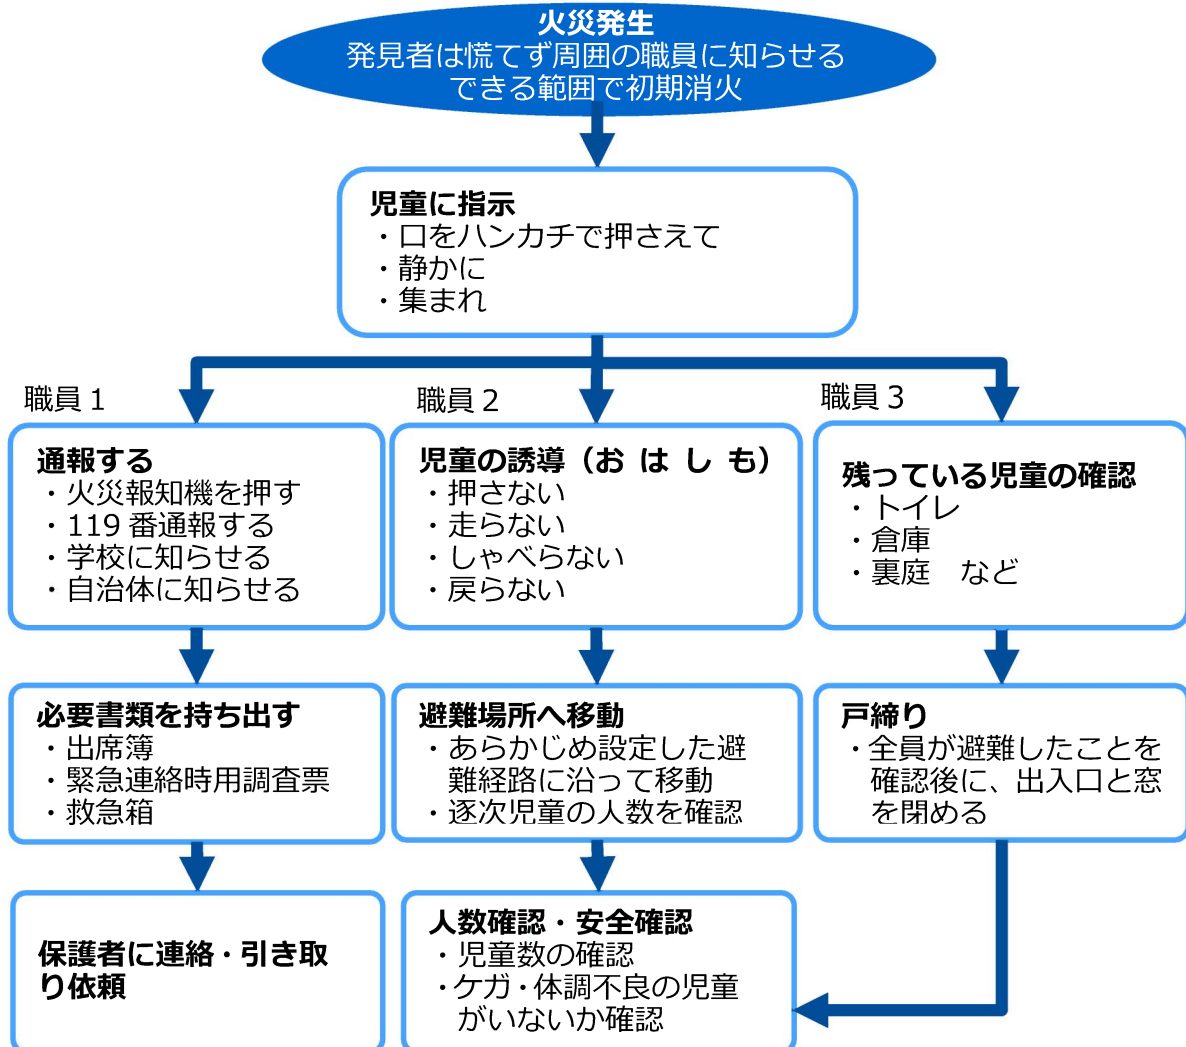 火災発生
発見者は慌てず周囲の職員に知らせる
できる範囲で初期消火
児童に指示
・口をハンカチで押さえて
・静かに
・集まれ
職員1
通報する
・火災報知機を押す
・119番通報する
・学校に知らせる
・自治体に知らせる
職員2
児童の誘導（お は し も）
・押さない
・走らない
・しゃべらない
・戻らない
職員3
残っている児童の確認
・トイレ
・倉庫
・裏庭　など
必要書類を持ち出す
・出席簿
・緊急連絡時用調査票
・救急箱
避難場所へ移動
・あらかじめ設定した避
難経路に沿って移動
・逐次児童の人数を確認
戸締り
・全員が避難したことを
確認後に、出入口と窓
を閉める
保護者に連絡・引き取
り依頼
人数確認・安全確認
・児童数の確認
・ケガ・体調不良の児童
がいないか確認